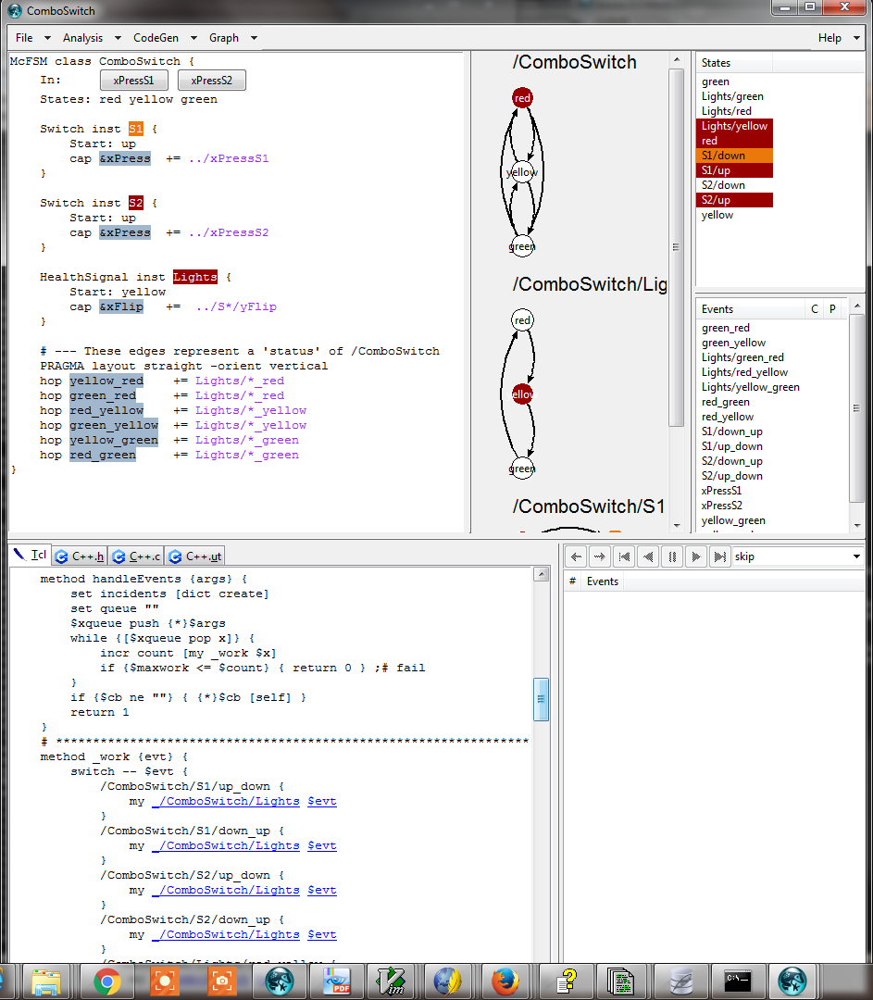 ComboSwitch
File Analysis CodeGen Graph Help
McFSM class ComboSwitch {
In: xPressS1 xPressS2
States: red yellow green
Switch inst S1 {
Start: up
cap &xPress += ../xPressS1
}
Switch inst S2 {
Start: up
cap &xPress += ../xPressS2
}
HealthSignal inst Lights {
Start: yellow
cap &xFlip += ../S*/yFlip
}
# --- These edges represent a 'status' of /ComboSwitch
PRAGMA layout straight -orient vertical
hop yellow_red += Lights/*_red
hop green_red += Lights/*_red
hop red_yellow += Lights/*_yellow
hop green_yellow += Lights/*_yellow
hop yellow_green += Lights/*_green
hop red_green += Lights/*_green
}
/ComboSwitch
red
yellow
green
/ComboSwitch/Lig
red
yellow
green
/ComboSwitch/S1
States
green
Lights/green
Lights/red
Lights/yellow
red
S1/down
S1/up
S2/down
S2/up
yellow
Events C P
green_red
green_yellow
Lights/green_red
Lights/red_yellow
Lights/yellow_green
red_green
red_yellow
S1/down_up
S1/up_down
S2/down_up
S2/up_down
xPressS1
xPressS2
yellow_green
Tcl C++.h C++.c C++.ut
method handleEvents {args} {
set incidents [dict create]
set queue ""
$xqueue push {*}$args
while {[$xqueue pop x]} {
incr count [my _work $x]
if {$maxwork <= $count} { return 0 } ;# fail
}
if {$cb ne ""} { {*}$cb [self] }
return 1
}
# ****************************************************************
method _work {evt} {
switch -- $evt {
/ComboSwitch/S1/up_down {
my _/ComboSwitch/Lights $evt
}
/ComboSwitch/S1/down_up {
my _/ComboSwitch/Lights $evt
}
/ComboSwitch/S2/up_down {
my _/ComboSwitch/Lights $evt
}
/ComboSwitch/S2/down_up {
my _/ComboSwitch/Lights $evt
}
/ComboSwitch/Lights/red_yellow {
skip
# Events
PDF
Vim
C:\